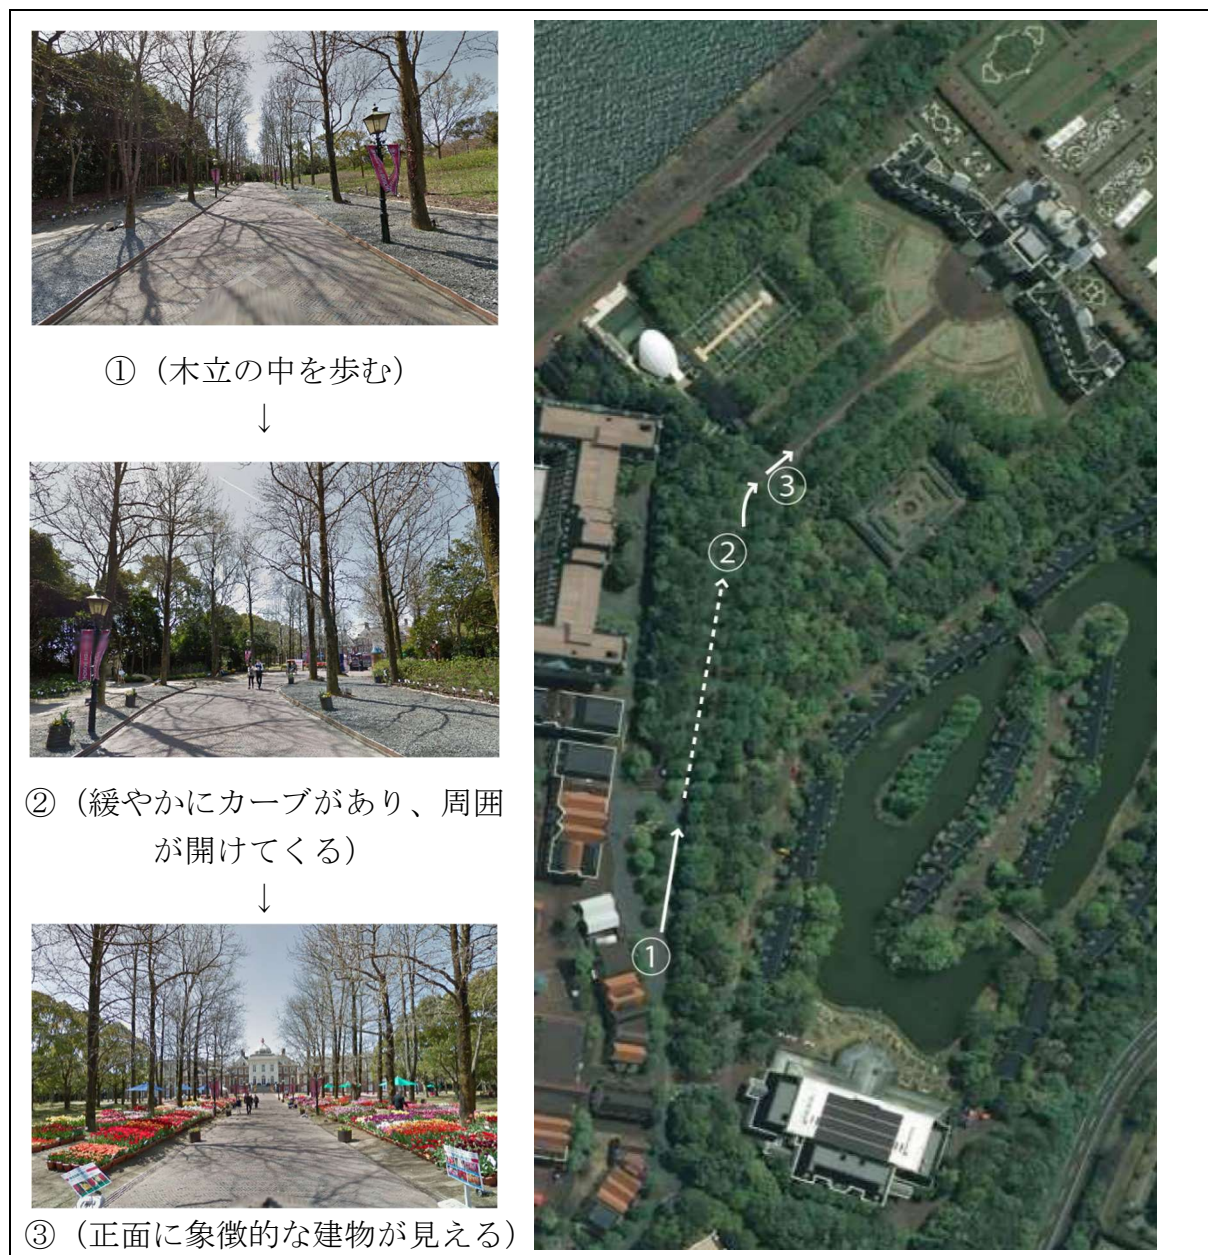 ①（木立の中を歩む）
↓
②（緩やかにカーブがあり、周囲
が開けてくる）
↓
③（正面に象徴的な建物が見える）
③
②
①